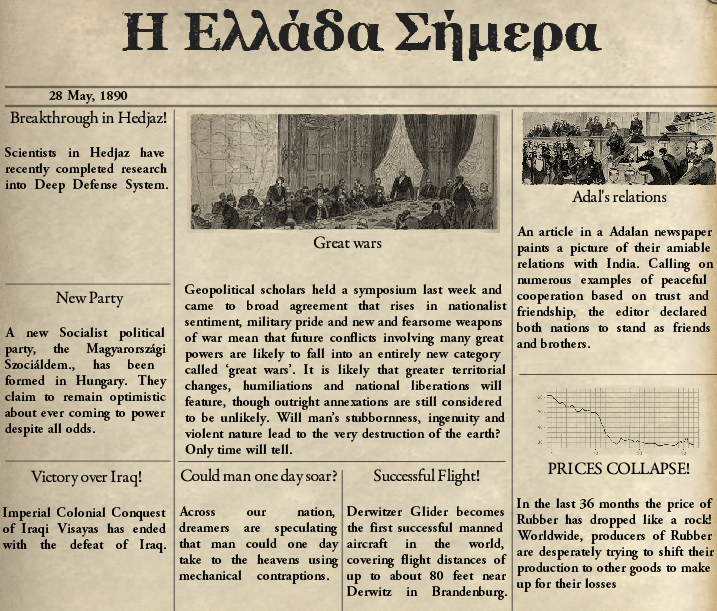 Η Ελλάδα Σήμερα
28 May, 1890
Breakthrough in Hedjaz!
Scientists in Hedjaz have
recently completed research
into Deep Defense System.
New Party
A new Socialist political
party, the Magyarországi
Szociáldem., has been
formed in Hungary. They
claim to remain optimistic
about ever coming to power
despite all odds.
Victory over Iraq!
Imperial Colonial Conquest
of Iraqi Visayas has ended
with the defeat of Iraq.
Great wars
Geopolitical scholars held a symposium last week and
came to broad agreement that rises in nationalist
sentiment, military pride and new and fearsome weapons
of war mean that future conflicts involving many great
powers are likely to fall into an entirely new category
called ‘great wars’. It is likely that greater territorial
changes, humiliations and national liberations will
feature, though outright annexations are still considered
to be unlikely. Will man’s stubbornness, ingenuity and
violent nature lead to the very destruction of the earth?
Only time will tell.
Could man one day soar?
Across our nation,
dreamers are speculating
that man could one day
take to the heavens using
mechanical contraptions.
Successful Flight!
Derwitzer Glider becomes
the first successful manned
aircraft in the world,
covering flight distances of
up to about 80 feet near
Derwitz in Brandenburg.
Adal's relations
An article in a Adalan newspaper
paints a picture of their amiable
relations with India. Calling on
numerous examples of peaceful
cooperation based on trust and
friendship, the editor declared
both nations to stand as friends
and brothers.
PRICES COLLAPSE!
In the last 36 months the price of
Rubber has dropped like a rock!
Worldwide, producers of Rubber
are desperately trying to shift their
production to other goods to make
up for their losses